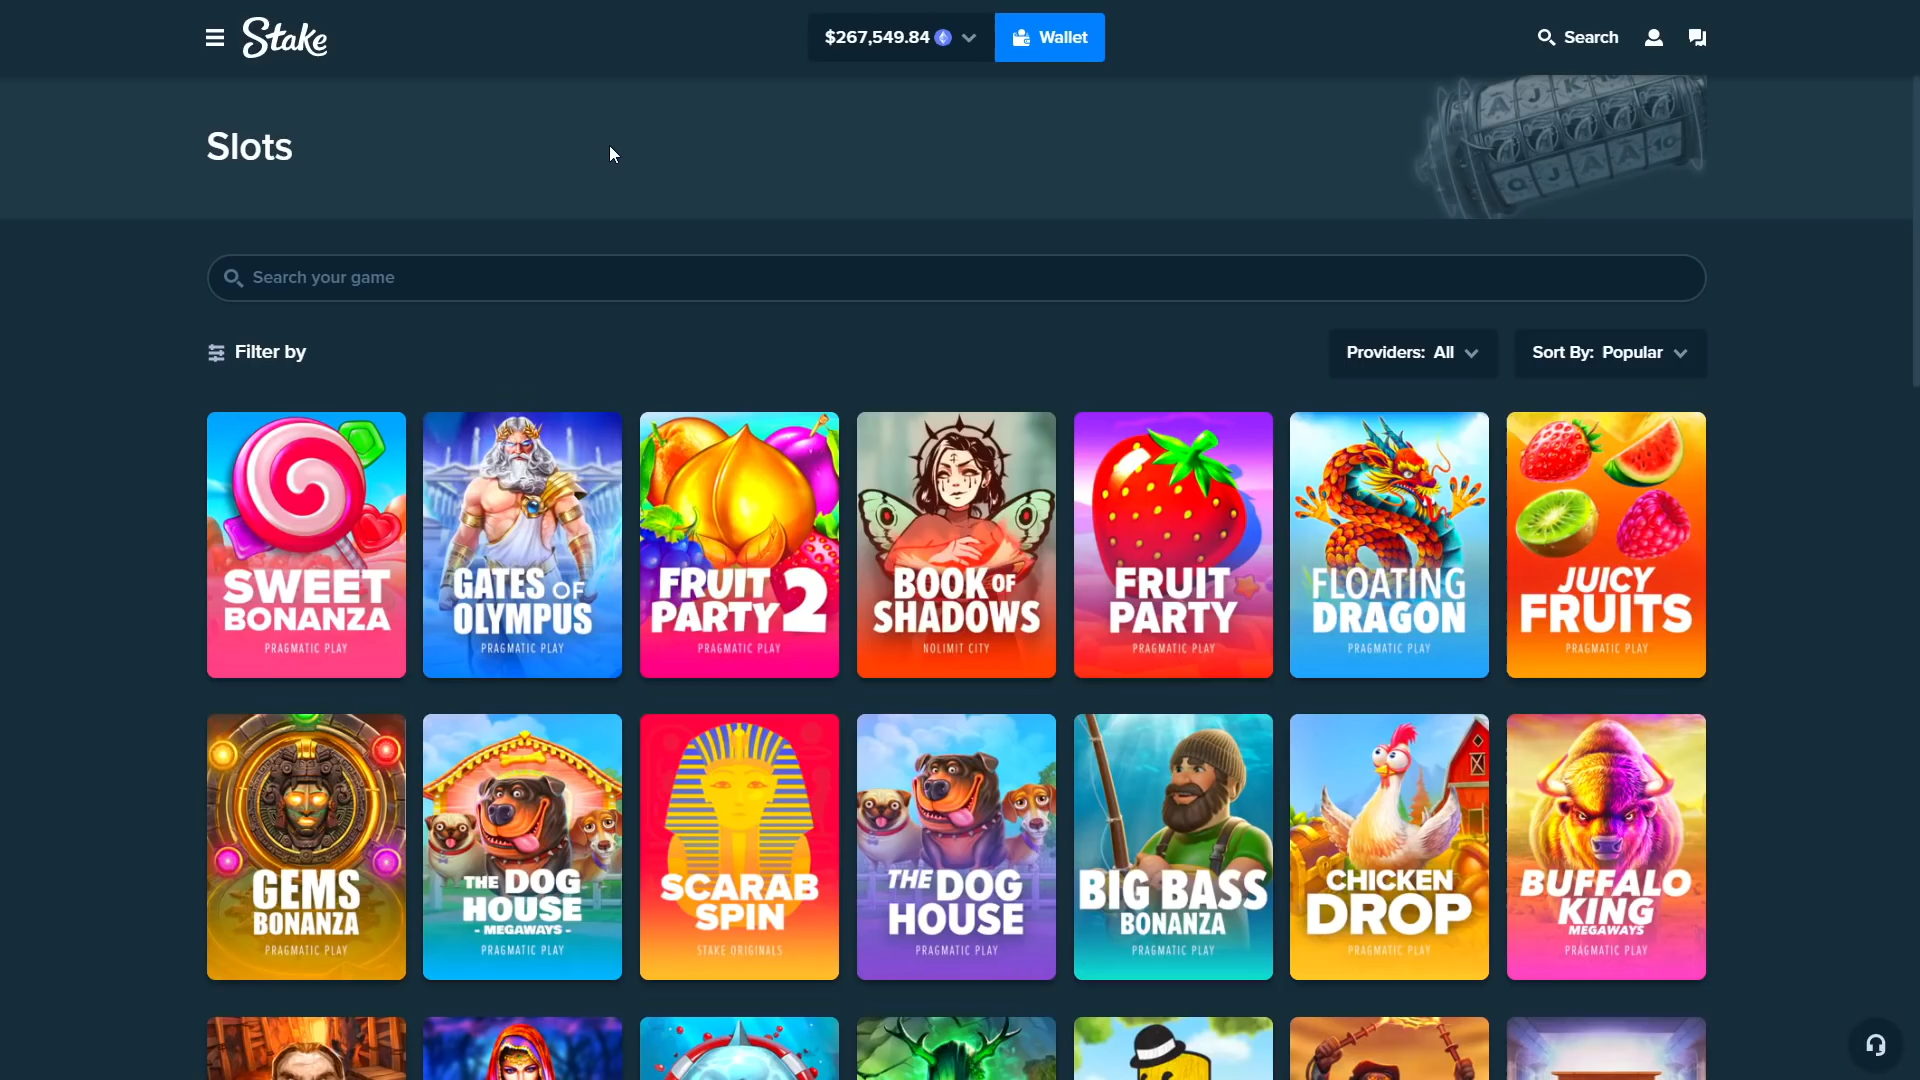 Stake
$267,549.84
Wallet
Search
Slots
Search your game
Filter by
Providers: All
Sort By: Popular
SWEET
BONANZA
PRAGMATIC PLAY
GATES OF
OLYMPUS
PRAGMATIC PLAY
FRUIT
PARTY 2
PRAGMATIC PLAY
BOOK OF
SHADOWS
NOLIMIT CITY
FRUIT
PARTY
PRAGMATIC PLAY
FLOATING
DRAGON
PRAGMATIC PLAY
JUICY
FRUITS
PRAGMATIC PLAY
GEMS
BONANZA
PRAGMATIC PLAY
THE DOG
HOUSE
- MEGAWAYS -
PRAGMATIC PLAY
SCARAB
SPIN
STAKE ORIGINALS
THE DOG
HOUSE
PRAGMATIC PLAY
BIG BASS
BONANZA
PRAGMATIC PLAY
CHICKEN
DROP
PRAGMATIC PLAY
BUFFALO
KING
MEGAWAYS
PRAGMATIC PLAY